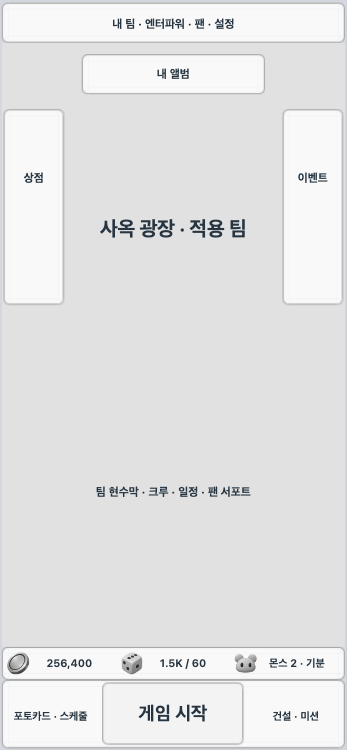 내 팀 · 엔터파워 · 팬 · 설정
내 앨범
상점
이벤트
사옥 광장 · 적용 팀
팀 현수막 · 크루 · 일정 · 팬 서포트
256,400
1.5K / 60
몬스 2 · 기분
포토카드 · 스케줄
게임 시작
건설 · 미션